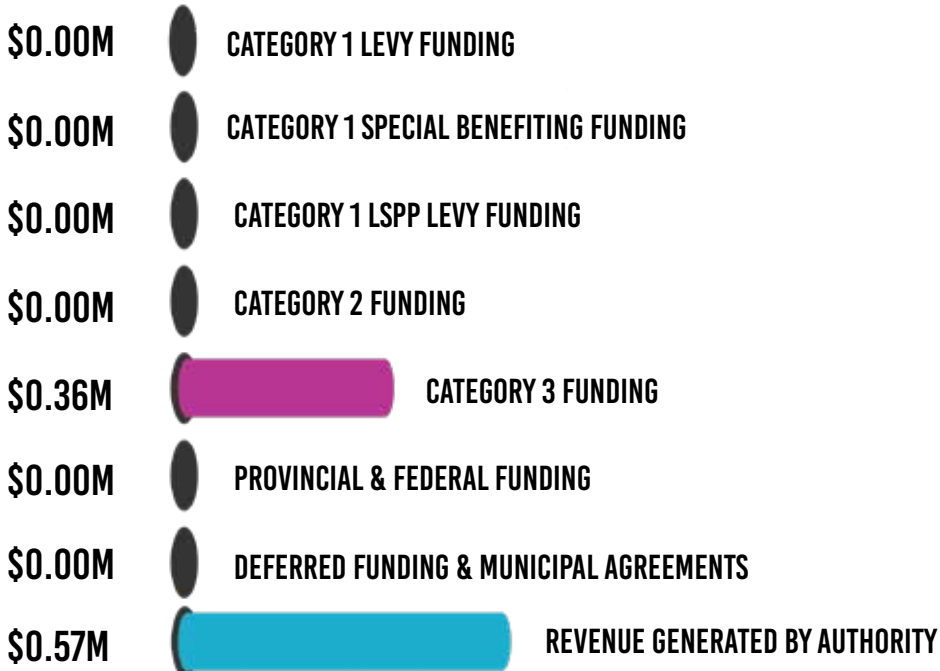 $0.00M CATEGORY 1 LEVY FUNDING
$0.00M CATEGORY 1 SPECIAL BENEFITING FUNDING
$0.00M CATEGORY 1 LSPP LEVY FUNDING
$0.00M CATEGORY 2 FUNDING
$0.36M CATEGORY 3 FUNDING
$0.00M PROVINCIAL & FEDERAL FUNDING
$0.00M DEFERRED FUNDING & MUNICIPAL AGREEMENTS
$0.57M REVENUE GENERATED BY AUTHORITY